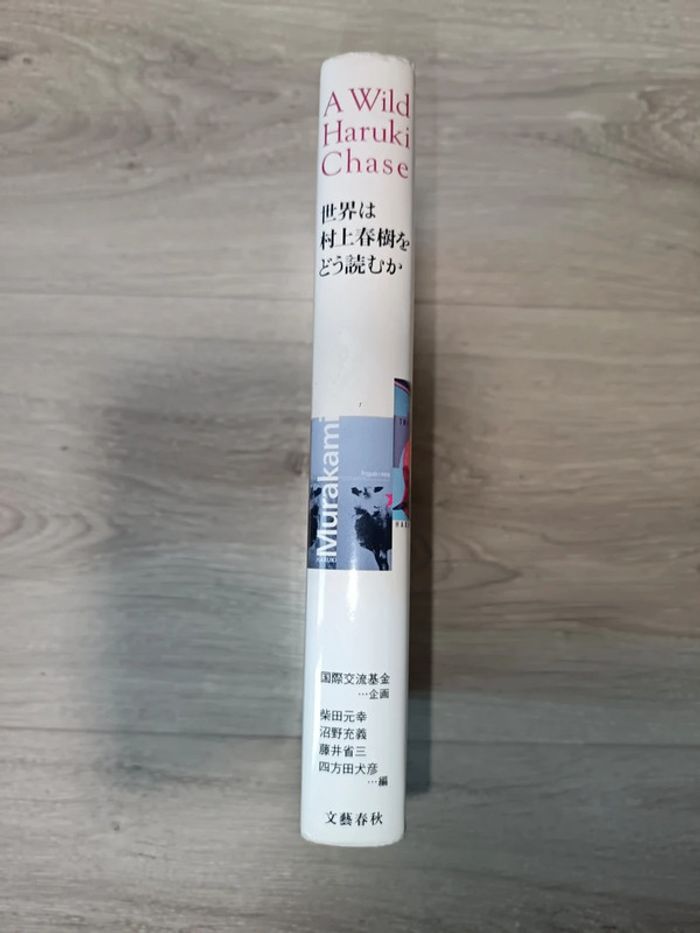 A Wild
Haruki
Chase
世界は
村上春樹を
どう読むか
Murakami
HARUKI
国際交流基金
…企画
柴田元幸
沼野充義
藤井省三
四方田犬彦
…編
文藝春秋